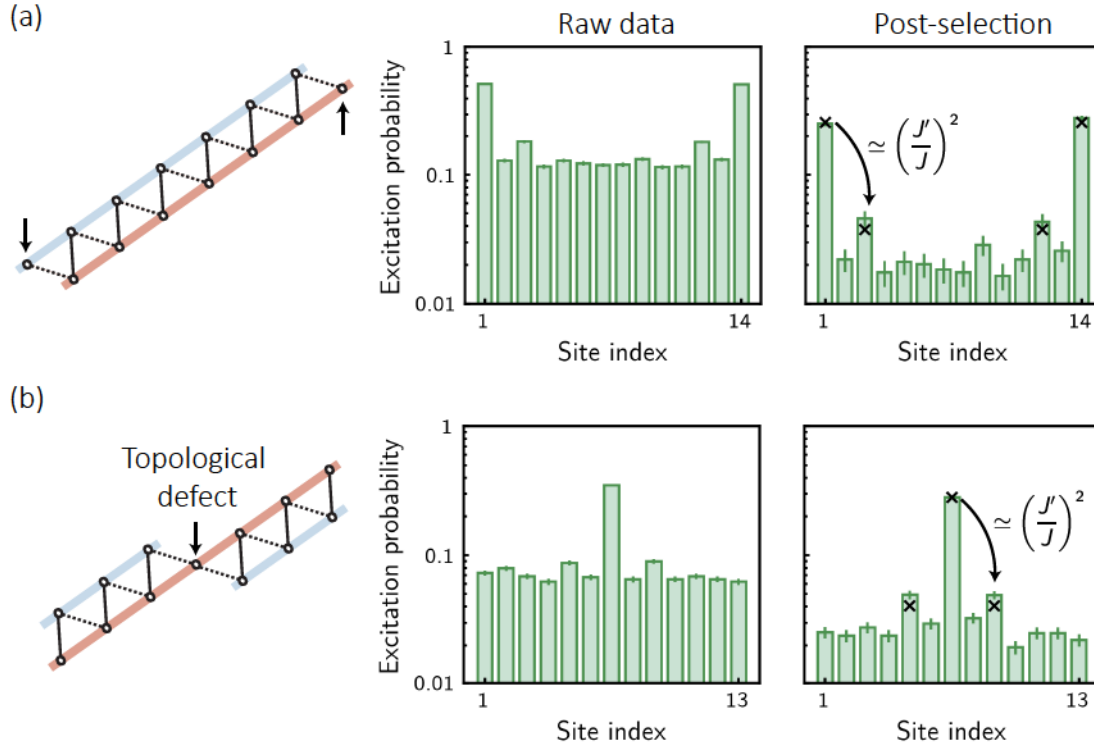 (a)
Raw data
Post-selection
Excitation probability
1
0.1
0.01
1
14
Site index
≃ (J′/J)²
1
14
Site index
(b)
Topological
defect
Excitation probability
1
0.1
0.01
1
13
Site index
≃ (J′/J)²
1
13
Site index